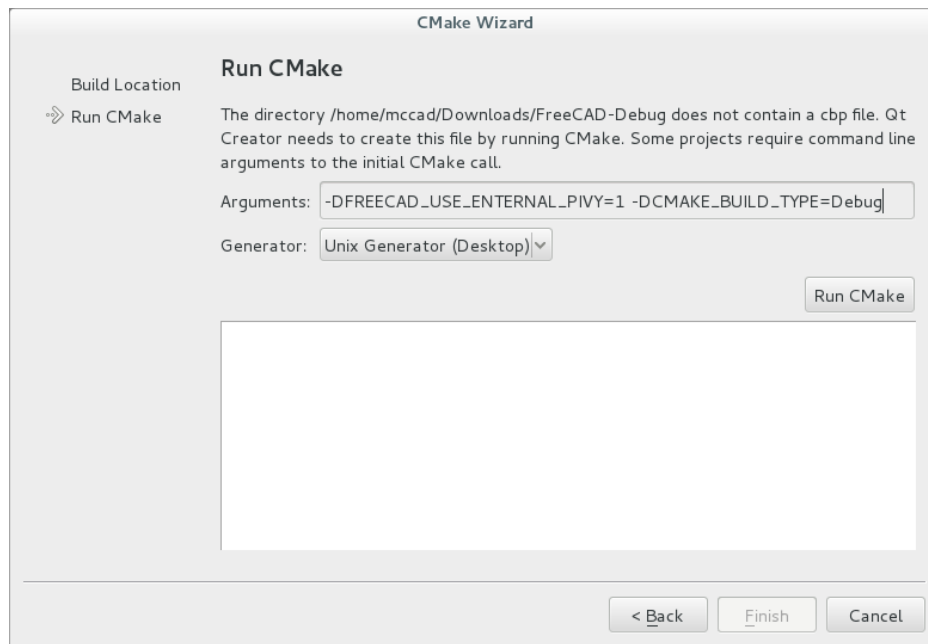 CMake Wizard
Build Location
Run CMake
Run CMake
The directory /home/mccad/Downloads/FreeCAD-Debug does not contain a cbp file. Qt
Creator needs to create this file by running CMake. Some projects require command line
arguments to the initial CMake call.
Arguments: -DFREECAD_USE_ENTERNAL_PIVY=1 -DCMAKE_BUILD_TYPE=Debug
Generator: Unix Generator (Desktop)
Run CMake
< Back Finish Cancel